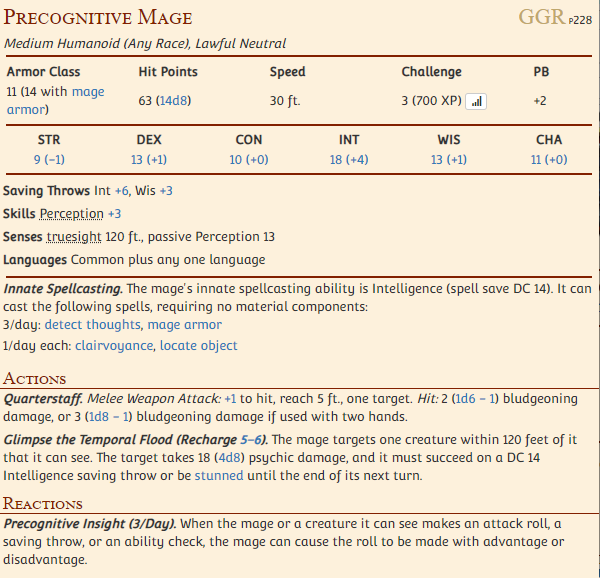 Precognitive Mage GGR P228
Medium Humanoid (Any Race), Lawful Neutral
Armor Class Hit Points Speed Challenge PB
11 (14 with mage armor) 63 (14d8) 30 ft. 3 (700 XP) +2
STR DEX CON INT WIS CHA
9 (−1) 13 (+1) 10 (+0) 18 (+4) 13 (+1) 11 (+0)
Saving Throws Int +6, Wis +3
Skills Perception +3
Senses truesight 120 ft., passive Perception 13
Languages Common plus any one language
Innate Spellcasting. The mage's innate spellcasting ability is Intelligence (spell save DC 14). It can
cast the following spells, requiring no material components:
3/day: detect thoughts, mage armor
1/day each: clairvoyance, locate object
Actions
Quarterstaff. Melee Weapon Attack: +1 to hit, reach 5 ft., one target. Hit: 2 (1d6 − 1) bludgeoning
damage, or 3 (1d8 − 1) bludgeoning damage if used with two hands.
Glimpse the Temporal Flood (Recharge 5–6). The mage targets one creature within 120 feet of it
that it can see. The target takes 18 (4d8) psychic damage, and it must succeed on a DC 14
Intelligence saving throw or be stunned until the end of its next turn.
Reactions
Precognitive Insight (3/Day). When the mage or a creature it can see makes an attack roll, a
saving throw, or an ability check, the mage can cause the roll to be made with advantage or
disadvantage.